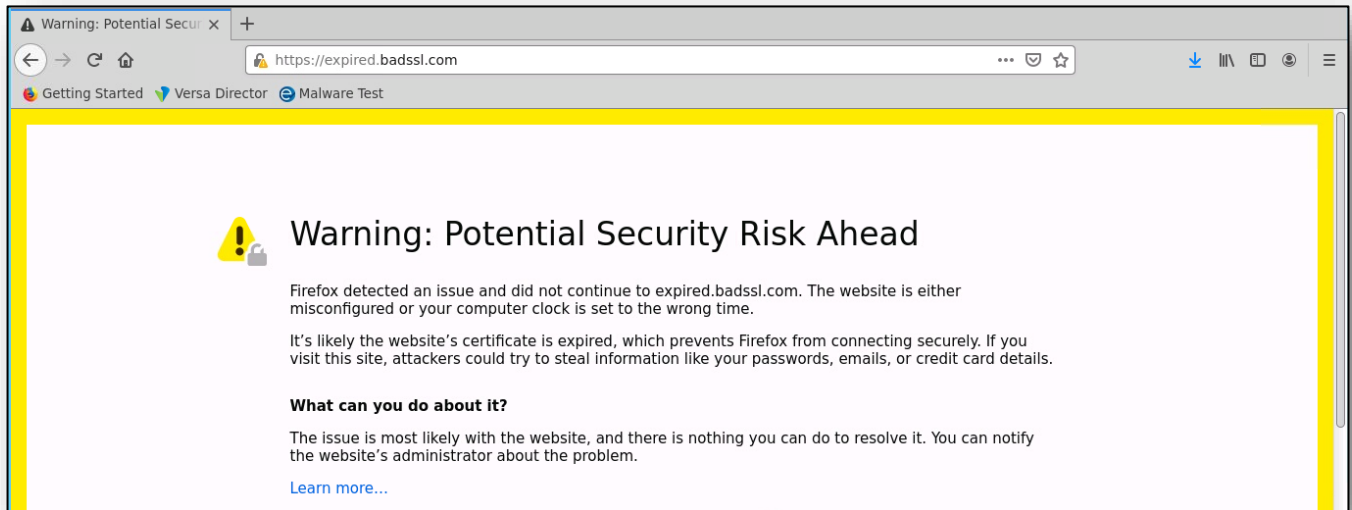 Warning: Potential Secur
https://expired.badssl.com
Getting Started Versa Director Malware Test
Warning: Potential Security Risk Ahead
Firefox detected an issue and did not continue to expired.badssl.com. The website is either
misconfigured or your computer clock is set to the wrong time.
It’s likely the website’s certificate is expired, which prevents Firefox from connecting securely. If you
visit this site, attackers could try to steal information like your passwords, emails, or credit card details.
What can you do about it?
The issue is most likely with the website, and there is nothing you can do to resolve it. You can notify
the website’s administrator about the problem.
Learn more…